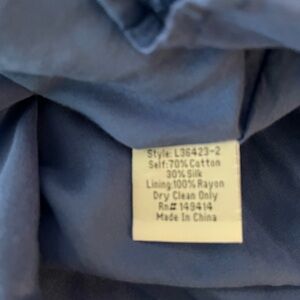 Style: L36423-2
Self:70% Cotton
30% Silk
Lining:100% Rayon
Dry Clean Only
Rn# 149414
Made In China